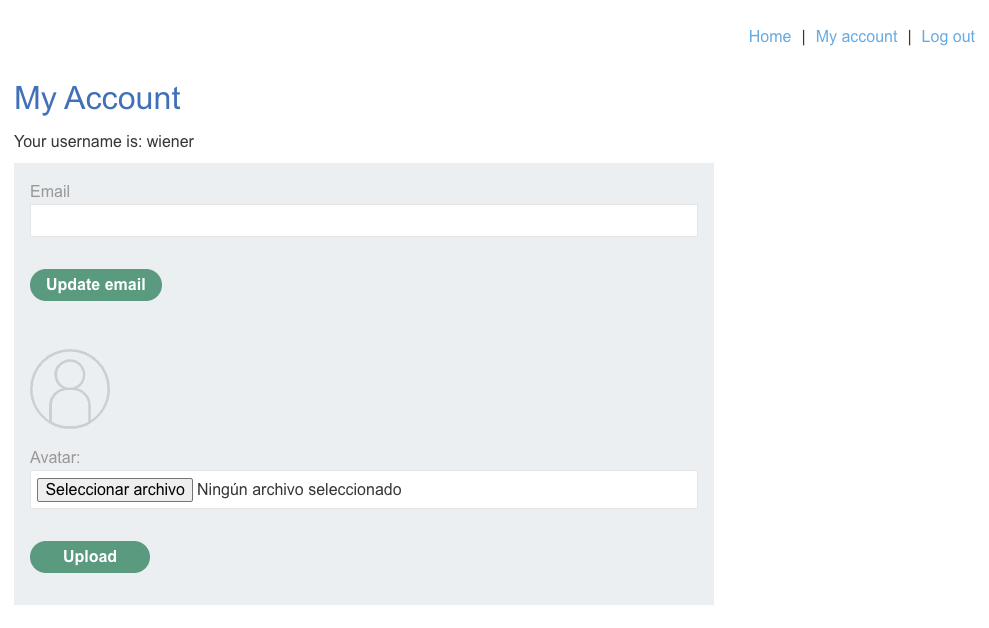 Home | My account | Log out
My Account
Your username is: wiener
Email
Update email
Avatar:
Seleccionar archivo Ningún archivo seleccionado
Upload